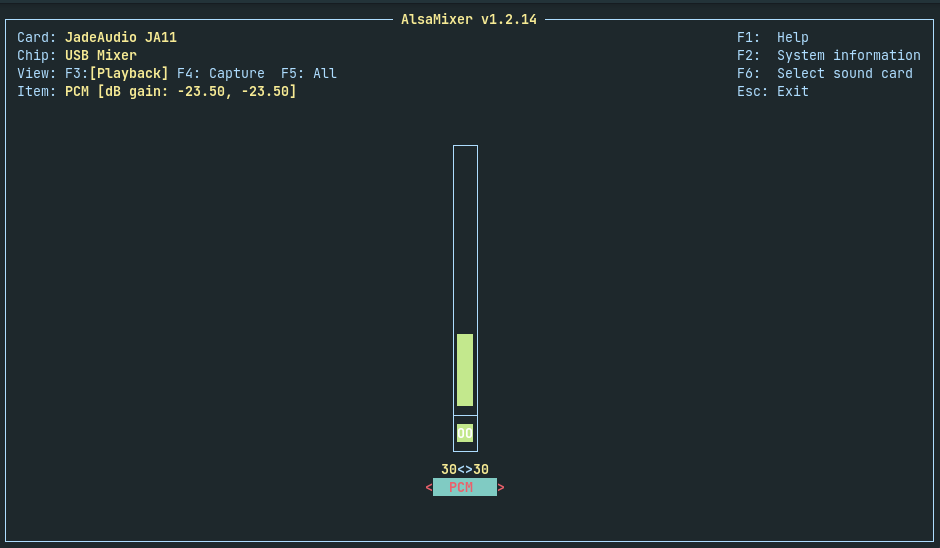 AlsaMixer v1.2.14
Card: JadeAudio JA11
F1: Help
Chip: USB Mixer
F2: System information
View: F3:[Playback] F4: Capture F5: All
F6: Select sound card
Item: PCM [dB gain: -23.50, -23.50]
Esc: Exit
OO
30<>30
< PCM >